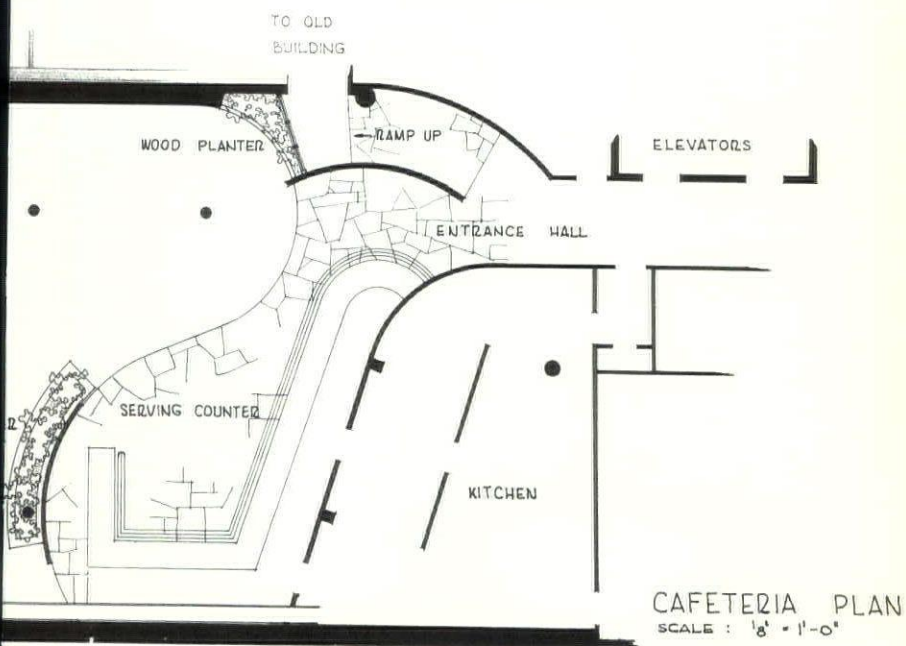 TO OLD
BUILDING
WOOD PLANTER
RAMP UP
ELEVATORS
ENTRANCE HALL
SERVING COUNTER
KITCHEN
CAFETERIA PLAN
SCALE : 1/8" = 1'-0"